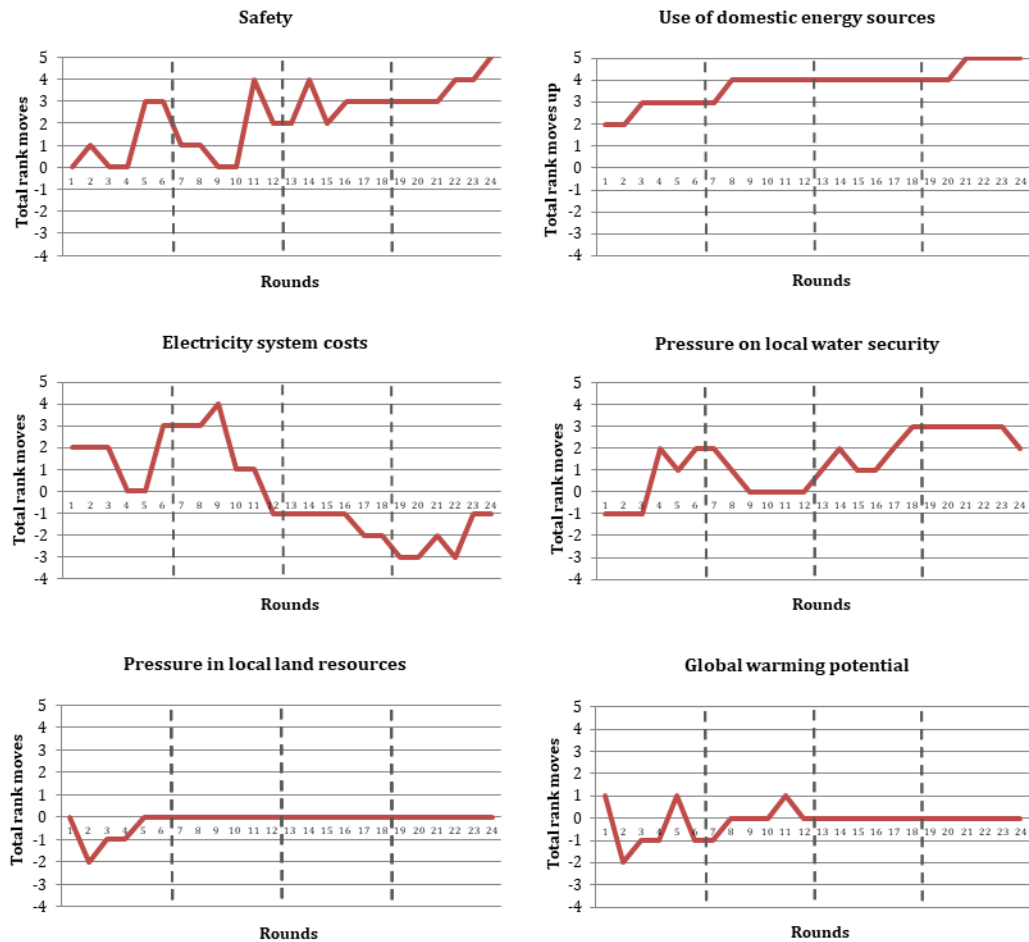 Safety
Total rank moves
5
4
3
2
1
0
-1
-2
-3
-4
1 2 3 4 5 6 7 8 9 10 11 12 13 14 15 16 17 18 19 20 21 22 23 24
Rounds
Use of domestic energy sources
Total rank moves up
5
4
3
2
1
0
-1
-2
-3
-4
1 2 3 4 5 6 7 8 9 10 11 12 13 14 15 16 17 18 19 20 21 22 23 24
Rounds
Electricity system costs
Total rank moves
5
4
3
2
1
0
-1
-2
-3
-4
1 2 3 4 5 6 7 8 9 10 11 12 13 14 15 16 17 18 19 20 21 22 23 24
Rounds
Pressure on local water security
Total rank moves
5
4
3
2
1
0
-1
-2
-3
-4
1 2 3 4 5 6 7 8 9 10 11 12 13 14 15 16 17 18 19 20 21 22 23 24
Rounds
Pressure in local land resources
Total rank moves
5
4
3
2
1
0
-1
-2
-3
-4
1 2 3 4 5 6 7 8 9 10 11 12 13 14 15 16 17 18 19 20 21 22 23 24
Rounds
Global warming potential
Total rank moves
5
4
3
2
1
0
-1
-2
-3
-4
1 2 3 4 5 6 7 8 9 10 11 12 13 14 15 16 17 18 19 20 21 22 23 24
Rounds